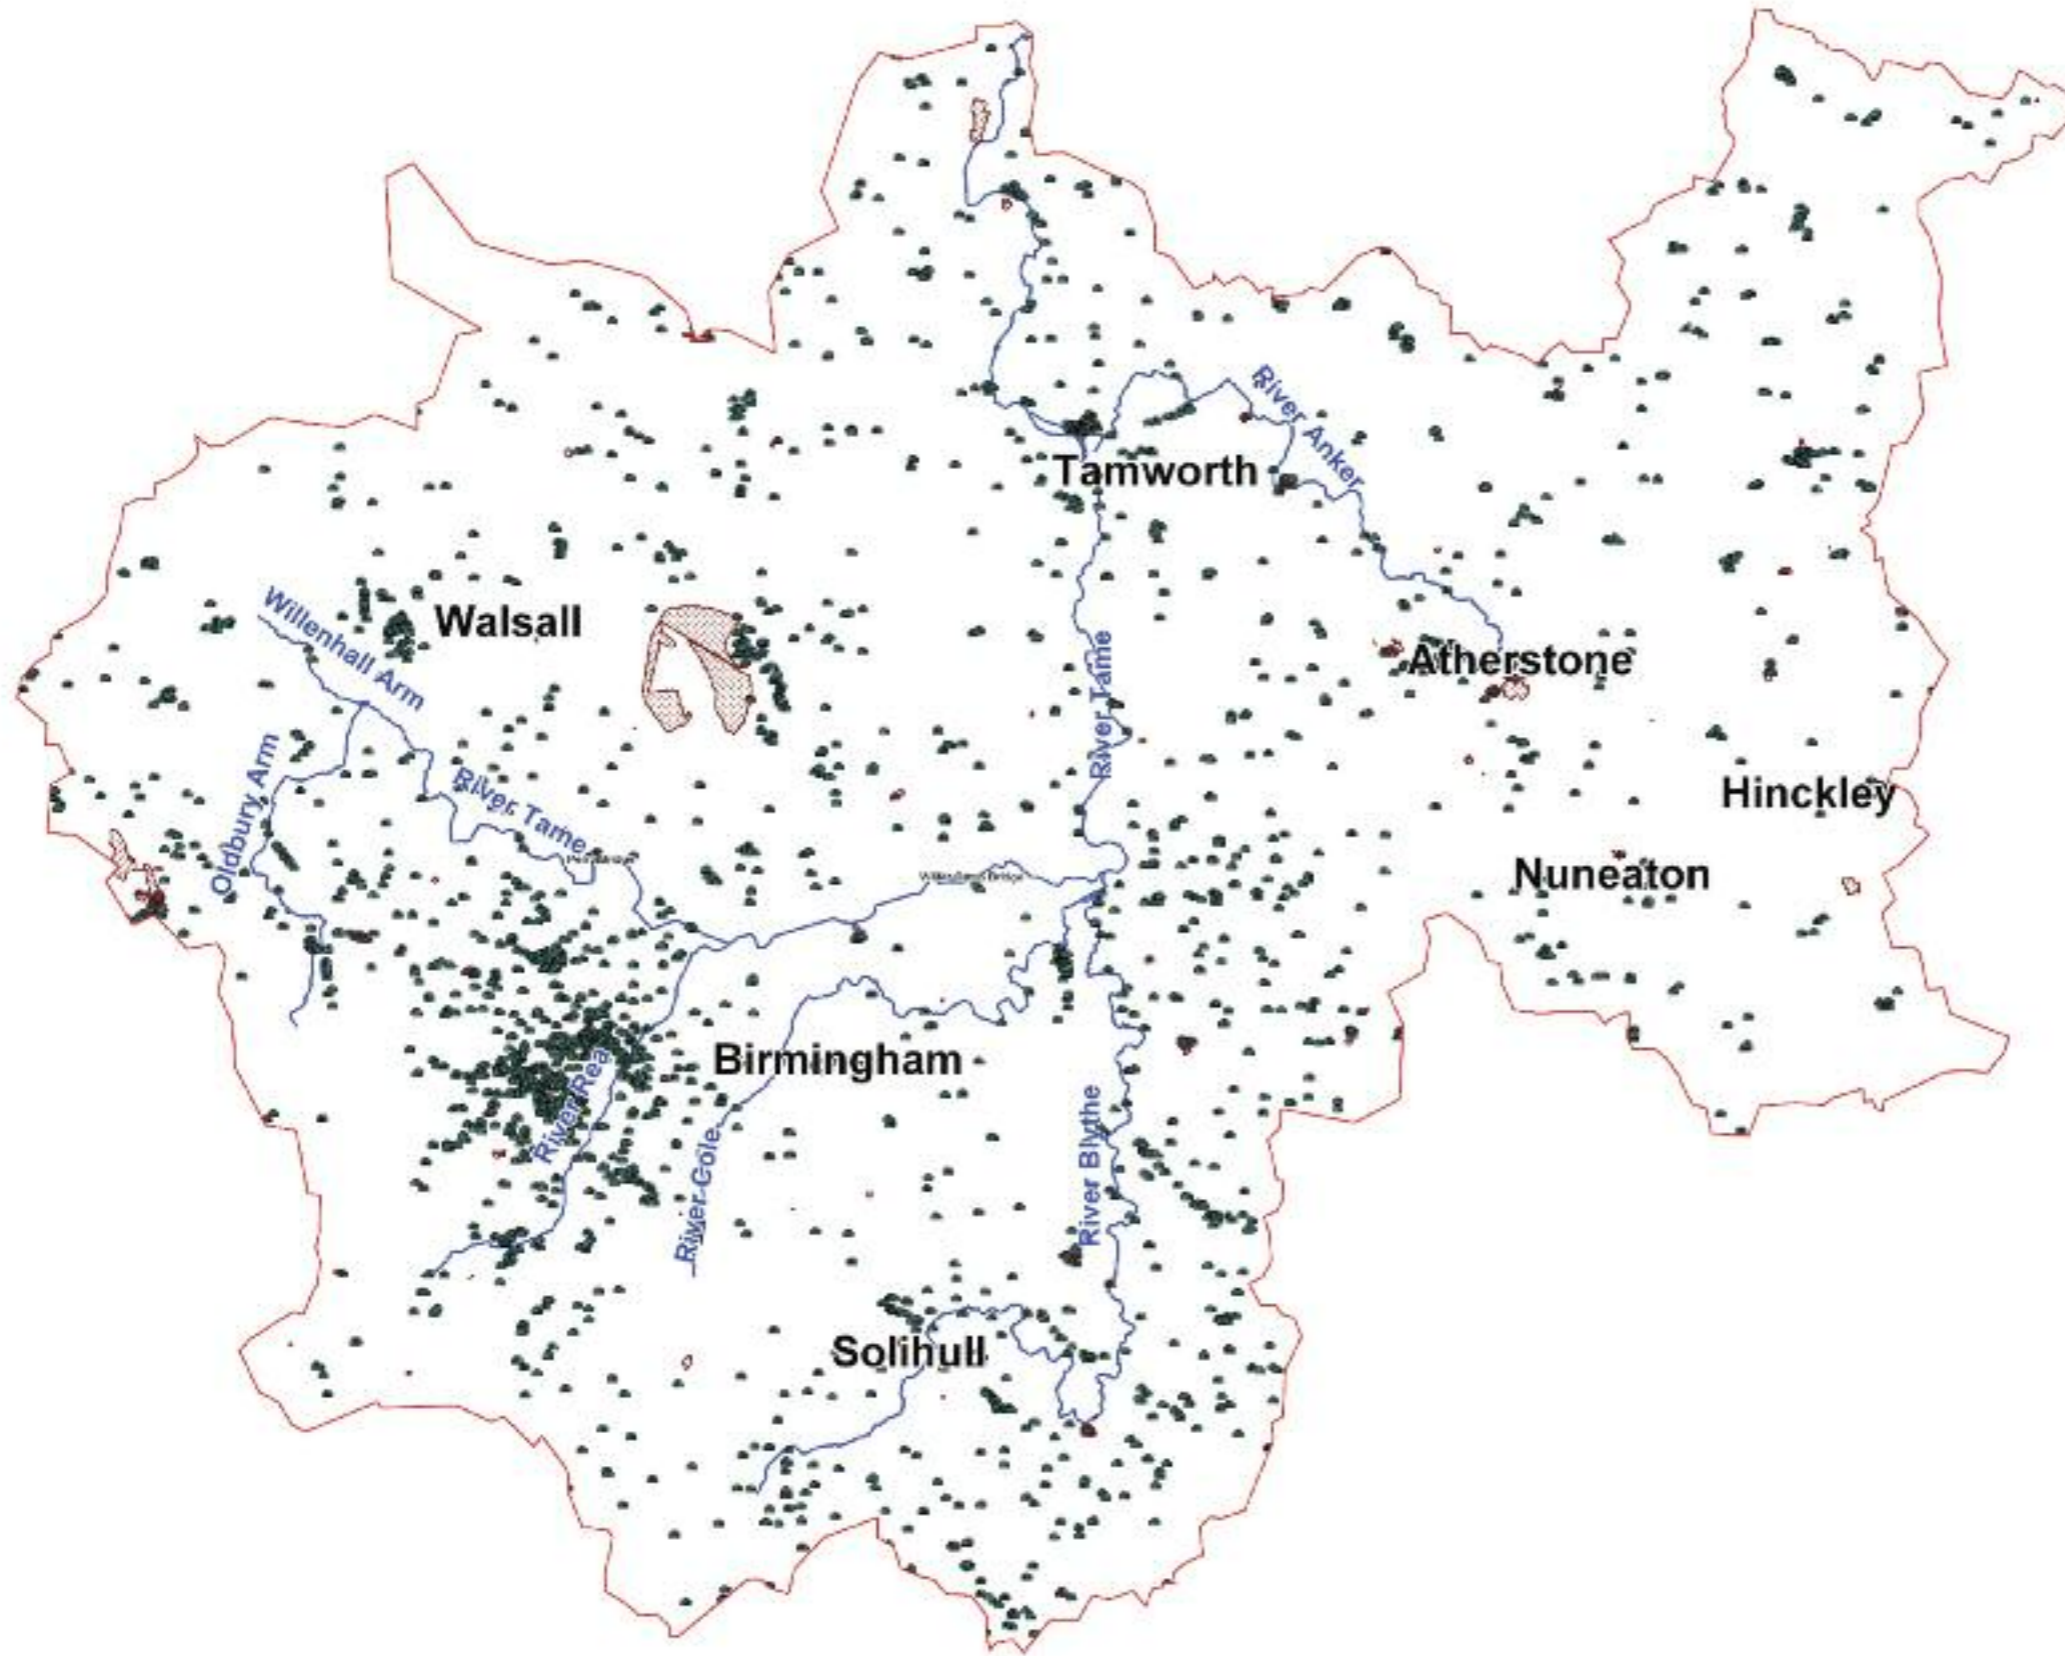 River Anker
Tamworth
Willenhall Arm
Walsall
River Tame
Atherstone
Oldbury Arm
River Tame
Hinckley
Nuneaton
Birmingham
River Rea
River Cole
River Blythe
Solihull